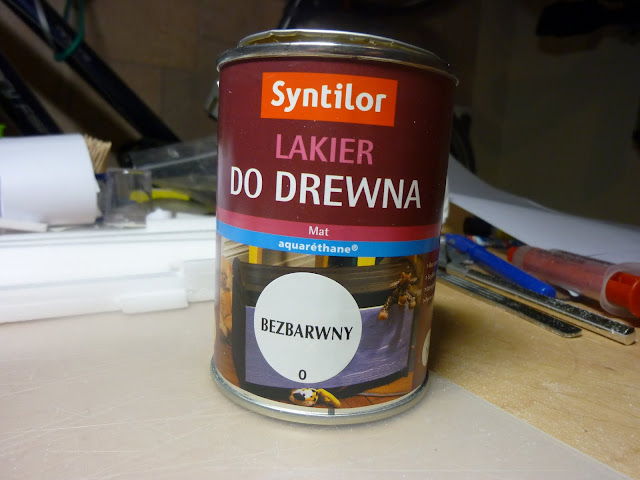 Syntilor
LAKIER
DO DREWNA
Mat
aquaréthane®
BEZBARWNY
0